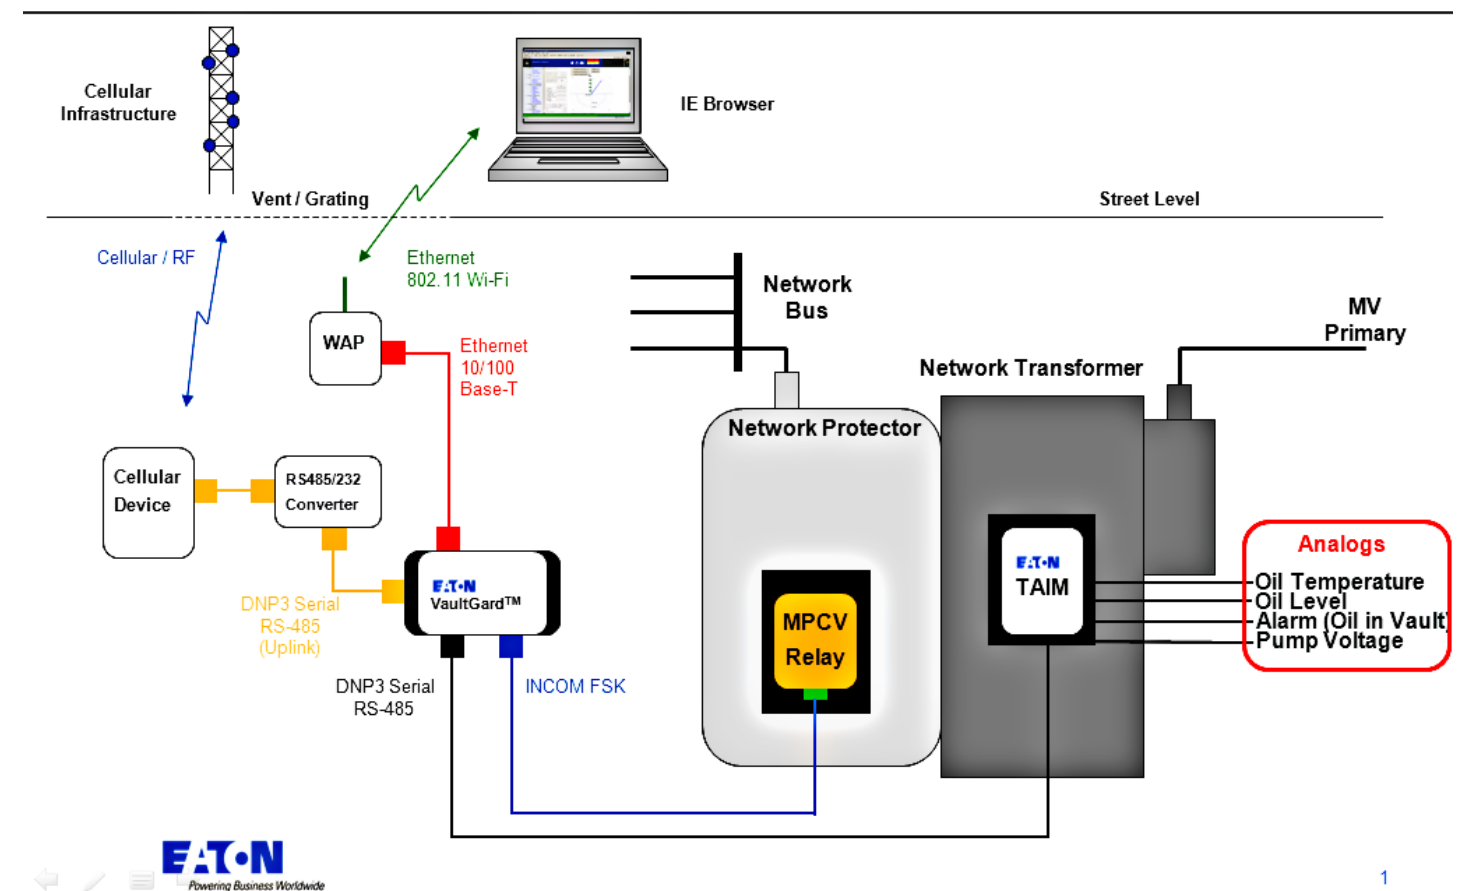 Cellular
Infrastructure
IE Browser
Vent / Grating
Street Level
Cellular / RF
Ethernet
802.11 Wi-Fi
Network
Bus
MV
Primary
WAP
Ethernet
10/100
Base-T
Network Transformer
Network Protector
Cellular
Device
RS485/232
Converter
EATON
VaultGard™
DNP3 Serial
RS-485
(Uplink)
MPCV
Relay
EATON
TAIM
Analogs
Oil Temperature
Oil Level
Alarm (Oil in Vault)
Pump Voltage
DNP3 Serial
RS-485
INCOM FSK
EATON
Powering Business Worldwide
1